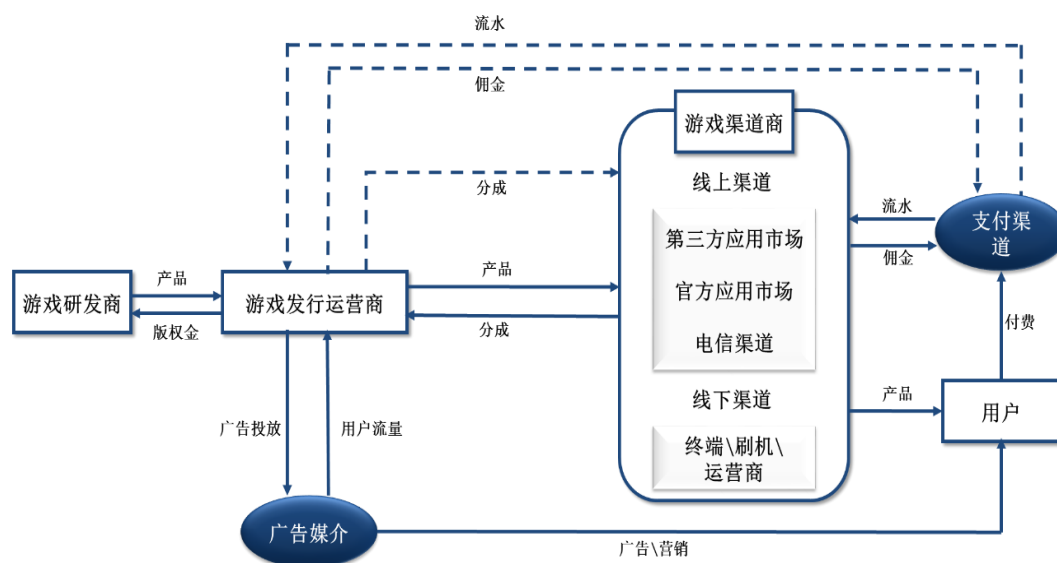 流水
佣金
游戏渠道商
分成
线上渠道
流水
第三方应用市场
支付渠
道
佣金
产品
产品
游戏研发商
游戏发行运营商
官方应用市场
版权金
分成
电信渠道
付费
线下渠道
产品
用户
广告投放
用户流量
终端\刷机\
运营商
广告媒介
广告\营销